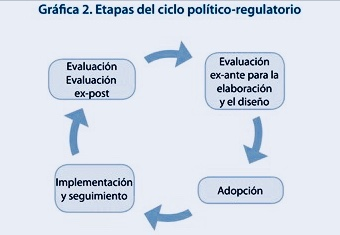 Gráfica 2. Etapas del ciclo político-regulatorio
Evaluación
Evaluación
ex-post
Evaluación
ex-ante para la
elaboración
y el diseño
Implementación
y seguimiento
Adopción